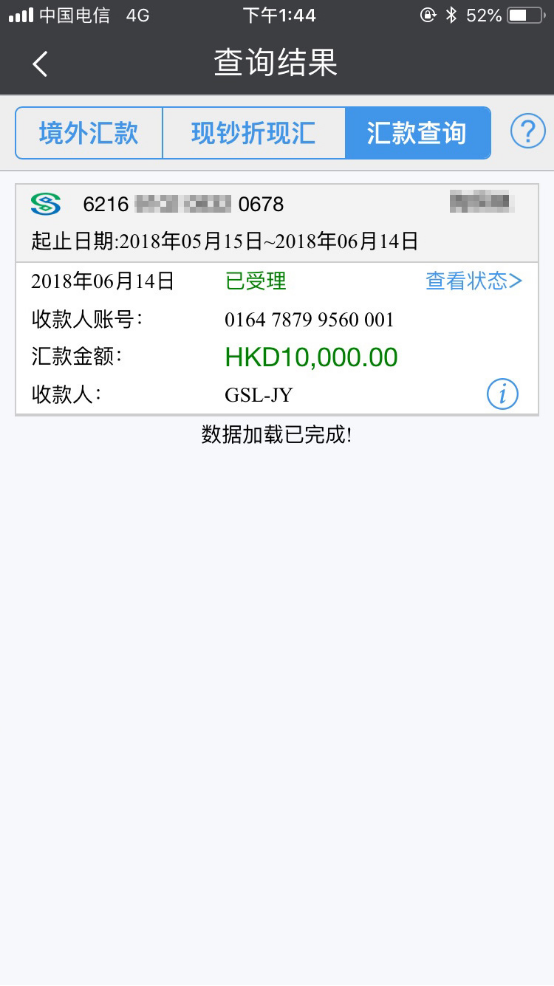 中国电信 4G 下午1:44 52%
查询结果
境外汇款 现钞折现汇 汇款查询 ?
6216 0678
起止日期:2018年05月15日~2018年06月14日
2018年06月14日 已受理 查看状态>
收款人账号: 0164 7879 9560 001
汇款金额: HKD10,000.00
收款人: GSL-JY i
数据加载已完成!